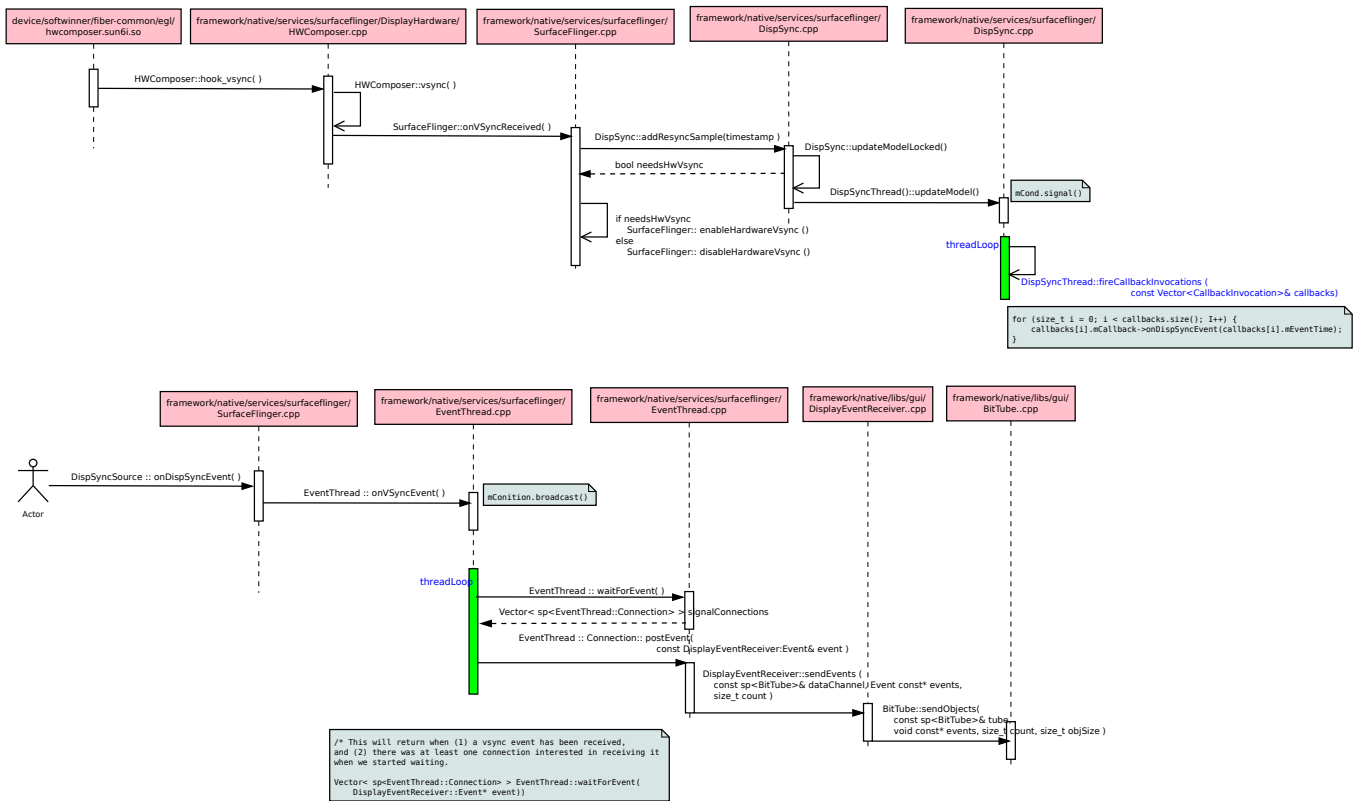 device/softwinner/fiber-common/egl/
hwcomposer.sun6i.so
framework/native/services/surfaceflinger/DisplayHardware/
HWComposer.cpp
framework/native/services/surfaceflinger/
SurfaceFlinger.cpp
framework/native/services/surfaceflinger/
DispSync.cpp
framework/native/services/surfaceflinger/
DispSync.cpp
HWComposer::hook_vsync( )
HWComposer::vsync( )
SurfaceFlinger::onVSyncReceived( )
DispSync::addResyncSample(timestamp )
DispSync::updateModelLocked()
bool needsHwVsync
DispSyncThread()::updateModel()
mCond.signal()
if needsHwVsync
SurfaceFlinger:: enableHardwareVsync ()
else
SurfaceFlinger:: disableHardwareVsync ()
threadLoop
DispSyncThread::fireCallbackInvocations (
const Vector<CallbackInvocation>& callbacks)
for (size_t i = 0; i < callbacks.size(); I++) {
callbacks[i].mCallback->onDispSyncEvent(callbacks[i].mEventTime);
}
framework/native/services/surfaceflinger/
SurfaceFlinger.cpp
framework/native/services/surfaceflinger/
EventThread.cpp
framework/native/services/surfaceflinger/
EventThread.cpp
framework/native/libs/gui/
DisplayEventReceiver..cpp
framework/native/libs/gui/
BitTube..cpp
DispSyncSource :: onDispSyncEvent( )
Actor
EventThread :: onVSyncEvent( )
mConition.broadcast()
threadLoop
EventThread :: waitForEvent( )
Vector< sp<EventThread::Connection> > signalConnections
EventThread :: Connection:: postEvent(
const DisplayEventReceiver:Event& event )
DisplayEventReceiver::sendEvents (
const sp<BitTube>& dataChannel, Event const* events,
size_t count )
BitTube::sendObjects(
const sp<BitTube>& tube,
void const* events, size_t count, size_t objSize )
/* This will return when (1) a vsync event has been received,
and (2) there was at least one connection interested in receiving it
when we started waiting.
Vector< sp<EventThread::Connection> > EventThread::waitForEvent(
DisplayEventReceiver::Event* event))